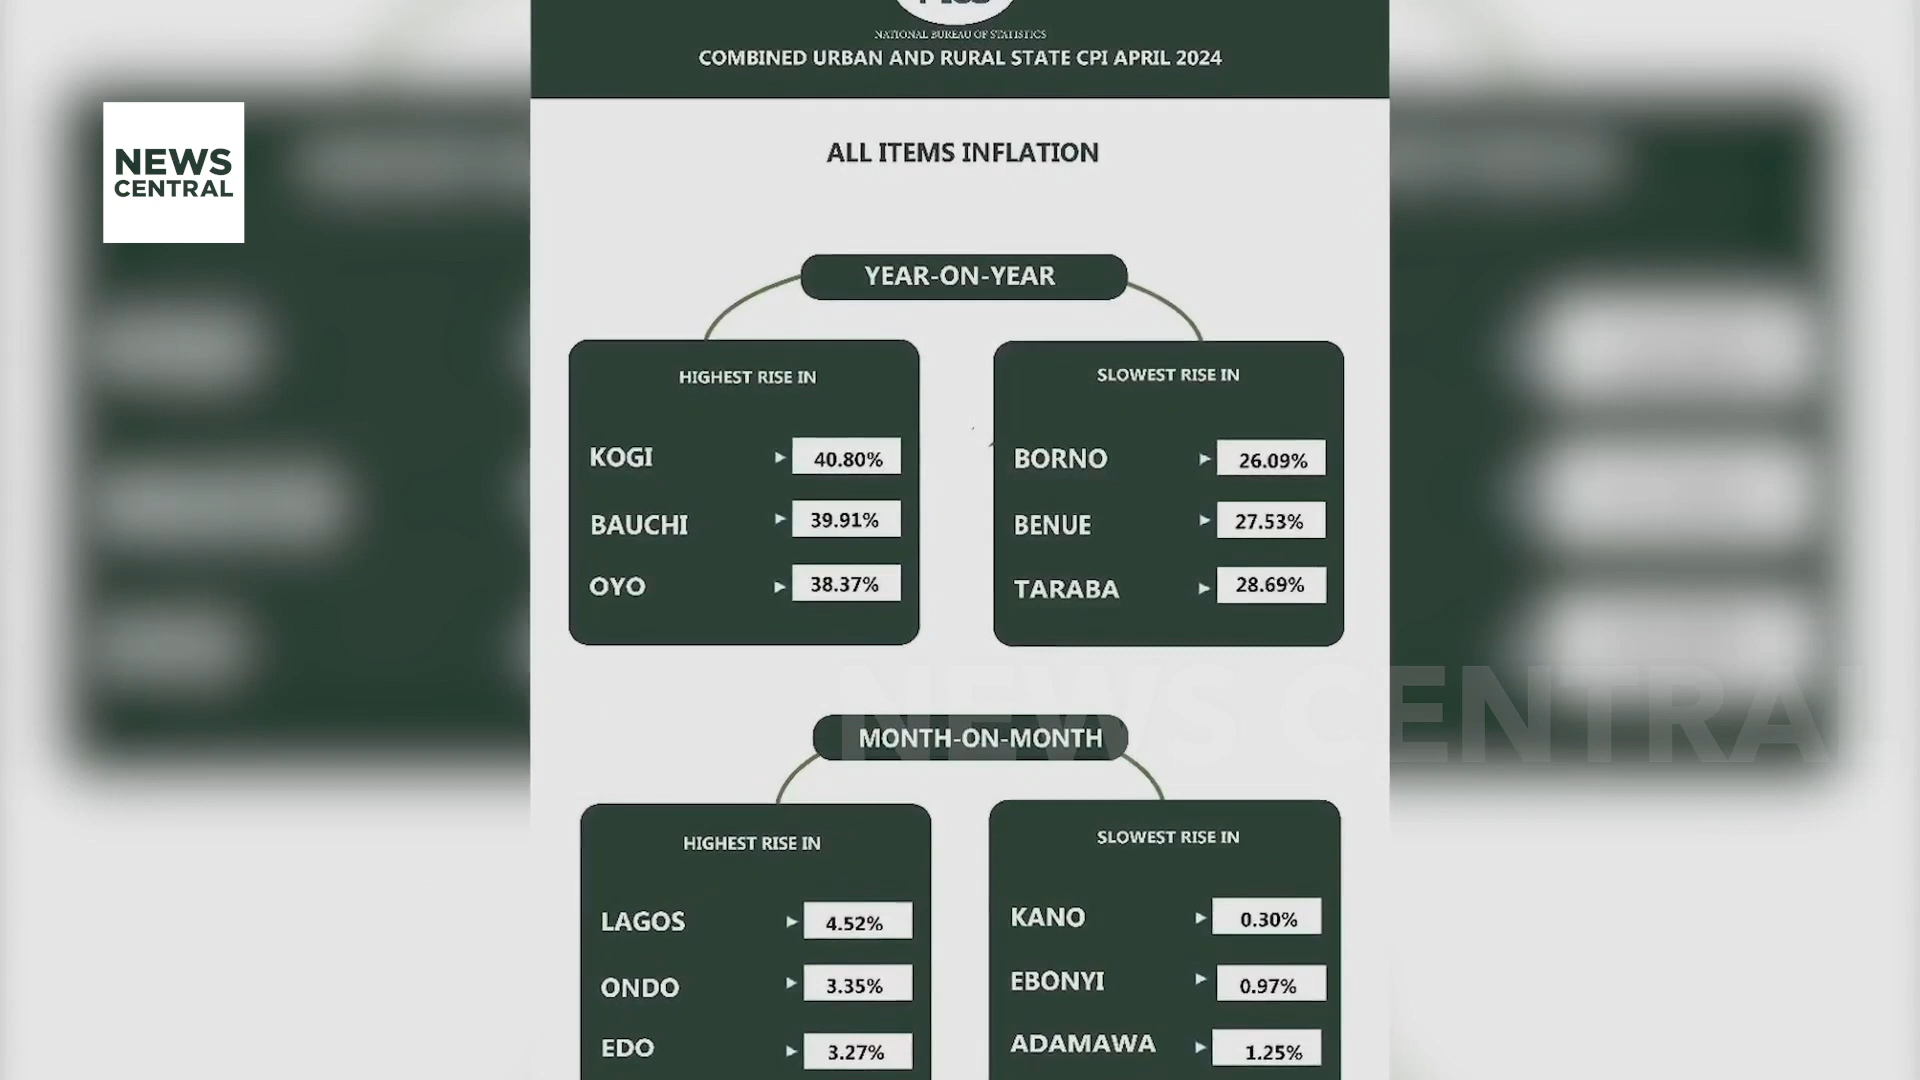 NATIONAL BUREAU OF STATISTICS
COMBINED URBAN AND RURAL STATE CPI APRIL 2024
NEWS
CENTRAL
ALL ITEMS INFLATION
YEAR-ON-YEAR
HIGHEST RISE IN
KOGI 40.80%
BAUCHI 39.91%
OYO 38.37%
SLOWEST RISE IN
BORNO 26.09%
BENUE 27.53%
TARABA 28.69%
NEWS CENTRAL
MONTH-ON-MONTH
HIGHEST RISE IN
LAGOS 4.52%
ONDO 3.35%
EDO 3.27%
SLOWEST RISE IN
KANO 0.30%
EBONYI 0.97%
ADAMAWA 1.25%